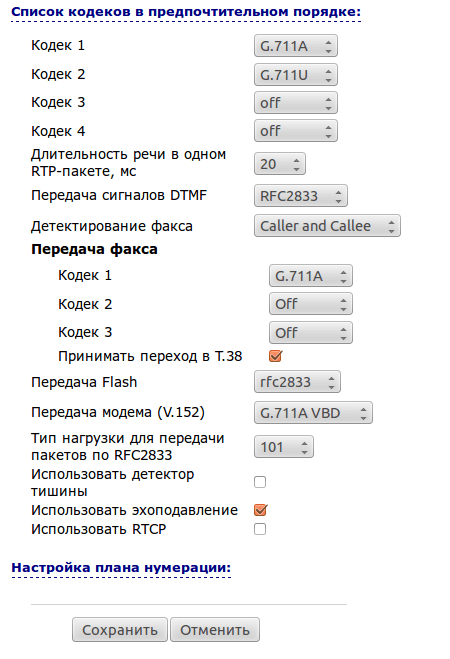 Список кодеков в предпочтительном порядке:
Кодек 1 G.711A
Кодек 2 G.711U
Кодек 3 off
Кодек 4 off
Длительность речи в одном
RTP-пакете, мс 20
Передача сигналов DTMF RFC2833
Детектирование факса Caller and Callee
Передача факса
Кодек 1 G.711A
Кодек 2 Off
Кодек 3 Off
Принимать переход в T.38
Передача Flash rfc2833
Передача модема (V.152) G.711A VBD
Тип нагрузки для передачи
пакетов по RFC2833 101
Использовать детектор
тишины
Использовать эхоподавление
Использовать RTCP
Настройка плана нумерации:
Сохранить Отменить